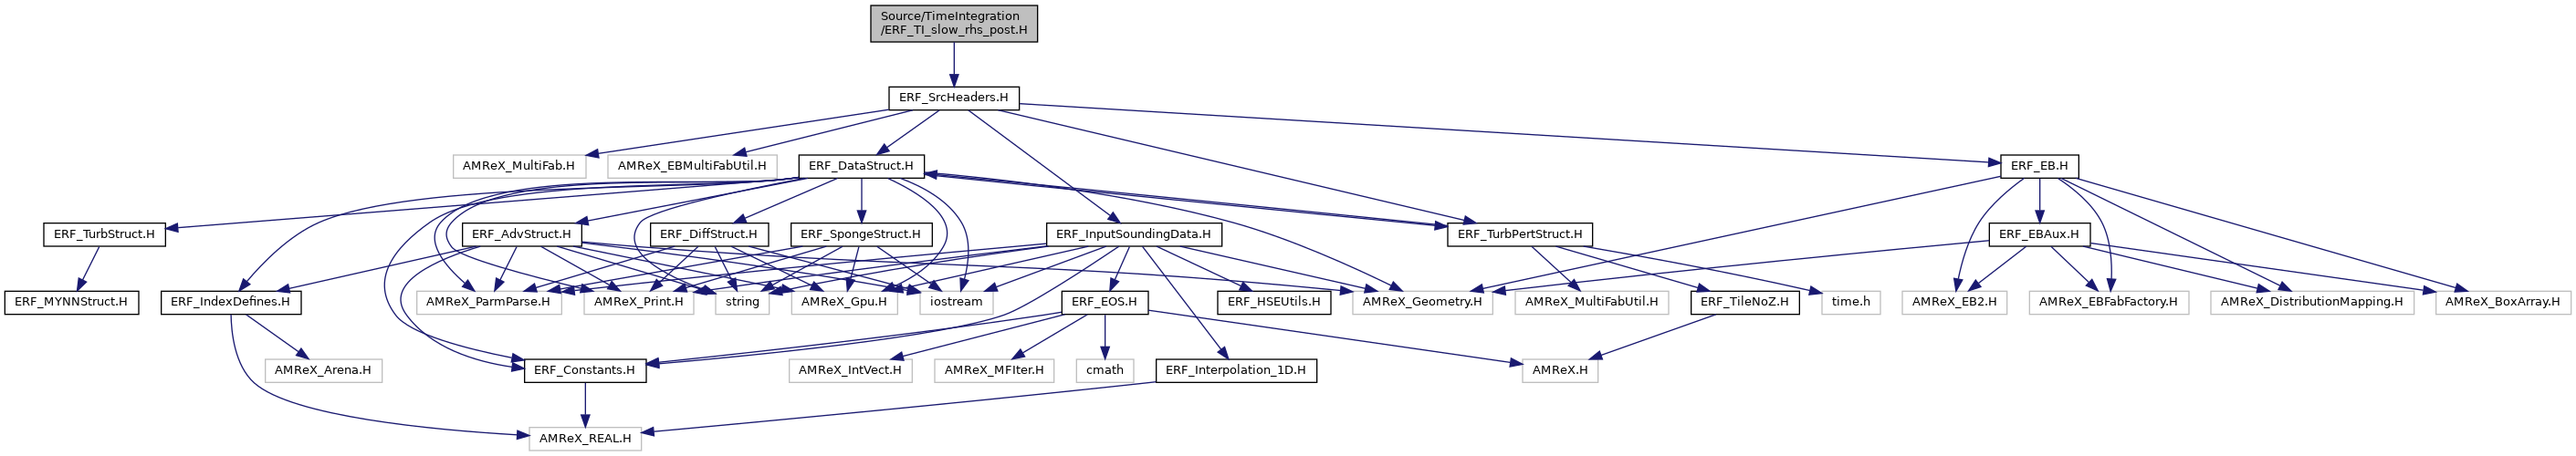 Source/TimeIntegration
/ERF_TI_slow_rhs_post.H
ERF_SrcHeaders.H
AMReX_MultiFab.H
AMReX_EBMultiFabUtil.H
ERF_DataStruct.H
ERF_EB.H
ERF_TurbStruct.H
ERF_AdvStruct.H
ERF_DiffStruct.H
ERF_SpongeStruct.H
ERF_InputSoundingData.H
ERF_TurbPertStruct.H
ERF_EBAux.H
ERF_MYNNStruct.H
ERF_IndexDefines.H
AMReX_ParmParse.H
AMReX_Print.H
string
AMReX_Gpu.H
iostream
ERF_EOS.H
ERF_HSEUtils.H
AMReX_Geometry.H
AMReX_MultiFabUtil.H
ERF_TileNoZ.H
time.h
AMReX_EB2.H
AMReX_EBFabFactory.H
AMReX_DistributionMapping.H
AMReX_BoxArray.H
AMReX_Arena.H
ERF_Constants.H
AMReX_IntVect.H
AMReX_MFIter.H
cmath
ERF_Interpolation_1D.H
AMReX.H
AMReX_REAL.H